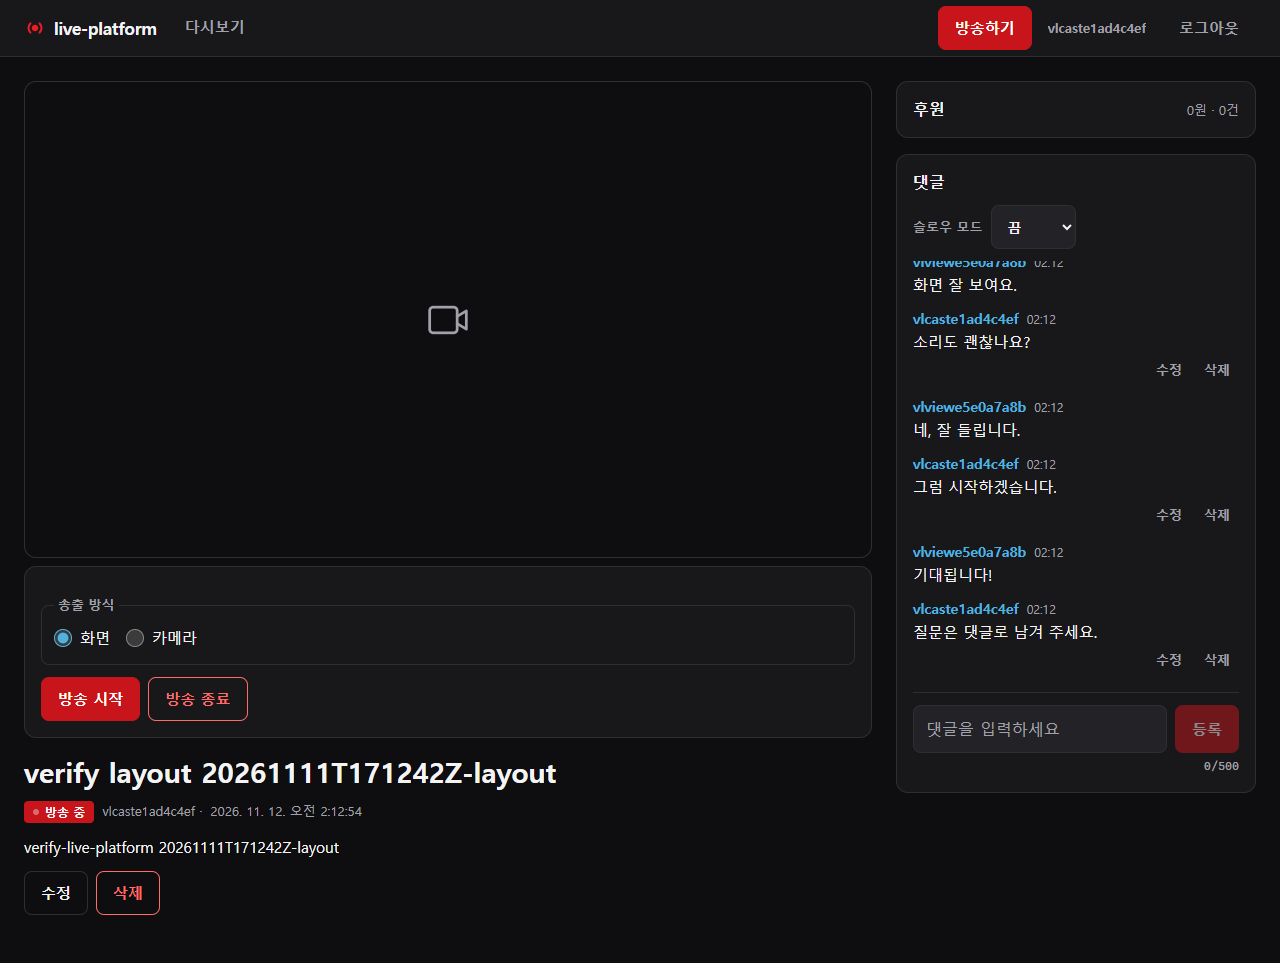 live-platform 다시보기 방송하기 vlcaste1ad4c4ef 로그아웃
후원 0원 · 0건
댓글
슬로우 모드 끔
vlviewe5e0a7a8b 02:12
화면 잘 보여요.
vlcaste1ad4c4ef 02:12
소리도 괜찮나요?
수정 삭제
vlviewe5e0a7a8b 02:12
네, 잘 들립니다.
vlcaste1ad4c4ef 02:12
그럼 시작하겠습니다.
수정 삭제
vlviewe5e0a7a8b 02:12
기대됩니다!
vlcaste1ad4c4ef 02:12
질문은 댓글로 남겨 주세요.
수정 삭제
댓글을 입력하세요 등록
0/500
송출 방식
화면 카메라
방송 시작 방송 종료
verify layout 20261111T171242Z-layout
방송 중 vlcaste1ad4c4ef · 2026. 11. 12. 오전 2:12:54
verify-live-platform 20261111T171242Z-layout
수정 삭제